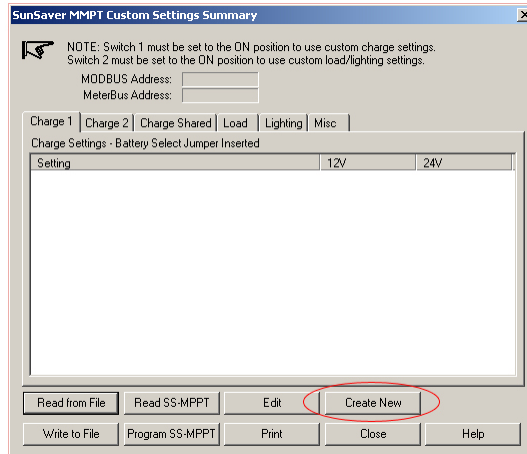 SunSaver MMPT Custom Settings Summary
NOTE: Switch 1 must be set to the ON position to use custom charge settings.
Switch 2 must be set to the ON position to use custom load/lighting settings.
MODBUS Address:
MeterBus Address:
Charge 1 Charge 2 Charge Shared Load Lighting Misc
Charge Settings - Battery Select Jumper Inserted
Setting 12V 24V
Read from File Read SS-MPPT Edit Create New
Write to File Program SS-MPPT Print Close Help